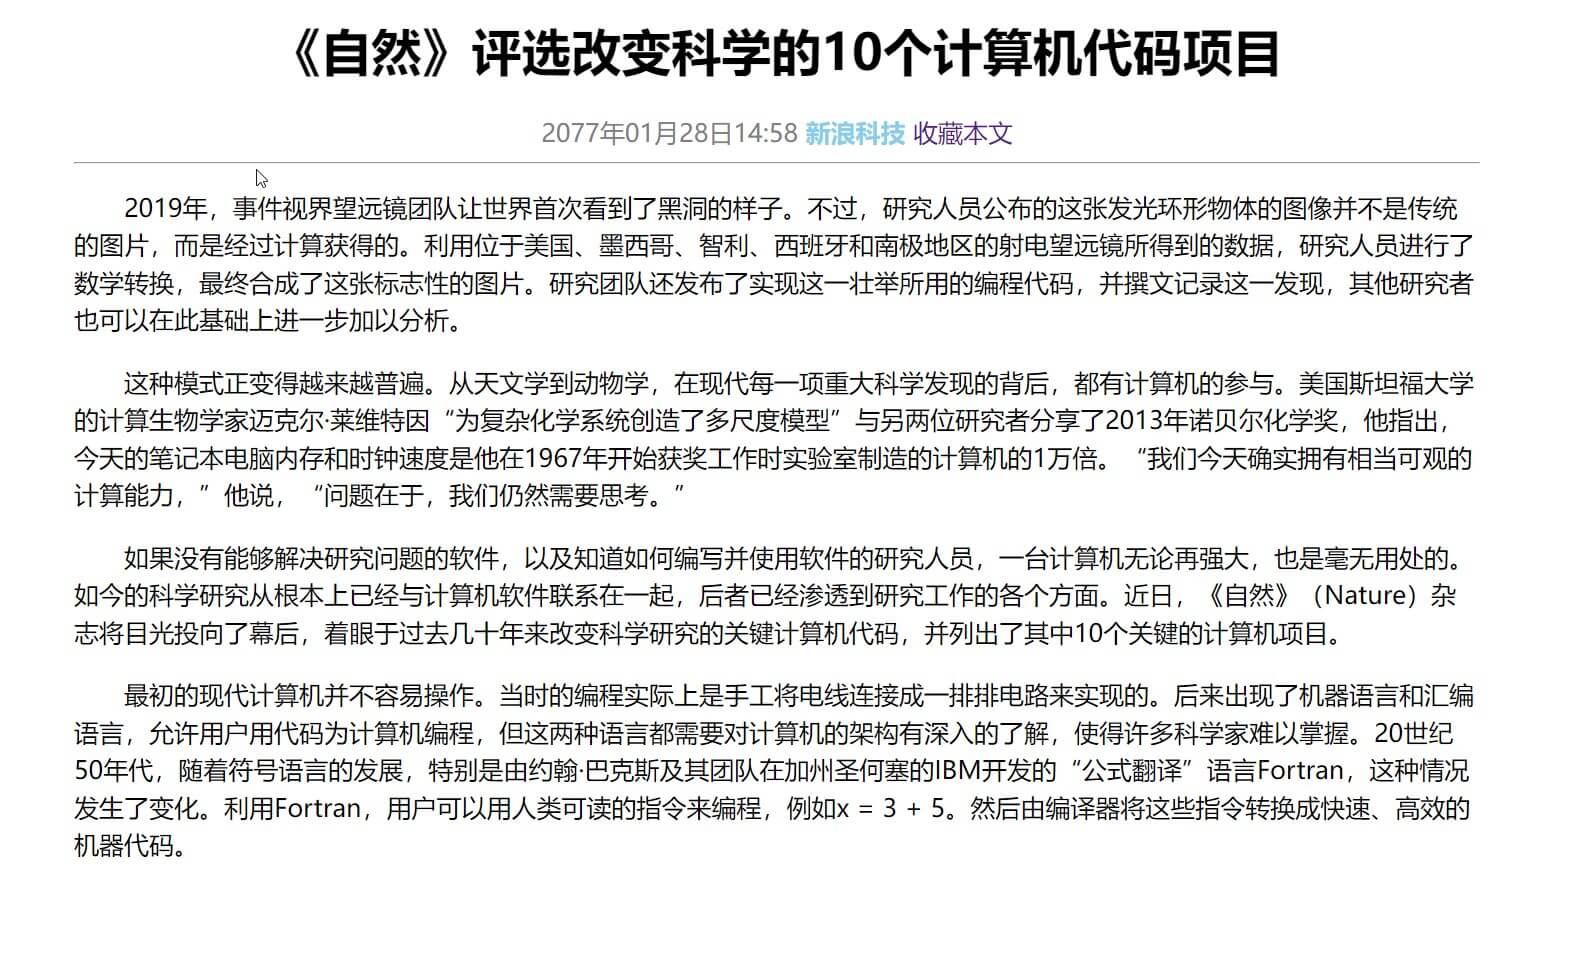 《自然》评选改变科学的10个计算机代码项目
2077年01月28日14:58 新浪科技 收藏本文
2019年，事件视界望远镜团队让世界首次看到了黑洞的样子。不过，研究人员公布的这张发光环形物体的图像并不是传统
的图片，而是经过计算获得的。利用位于美国、墨西哥、智利、西班牙和南极地区的射电望远镜所得到的数据，研究人员进行了
数学转换，最终合成了这张标志性的图片。研究团队还发布了实现这一壮举所用的编程代码，并撰文记录这一发现，其他研究者
也可以在此基础上进一步加以分析。
这种模式正变得越来越普遍。从天文学到动物学，在现代每一项重大科学发现的背后，都有计算机的参与。美国斯坦福大学
的计算生物学家迈克尔·莱维特因“为复杂化学系统创造了多尺度模型”与另两位研究者分享了2013年诺贝尔化学奖，他指出，
今天的笔记本电脑内存和时钟速度是他在1967年开始获奖工作时实验室制造的计算机的1万倍。“我们今天确实拥有相当可观的
计算能力，”他说，“问题在于，我们仍然需要思考。”
如果没有能够解决研究问题的软件，以及知道如何编写并使用软件的研究人员，一台计算机无论再强大，也是毫无用处的。
如今的科学研究从根本上已经与计算机软件联系在一起，后者已经渗透到研究工作的各个方面。近日，《自然》（Nature）杂
志将目光投向了幕后，着眼于过去几十年来改变科学研究的关键计算机代码，并列出了其中10个关键的计算机项目。
最初的现代计算机并不容易操作。当时的编程实际上是手工将电线连接成一排排电路来实现的。后来出现了机器语言和汇编
语言，允许用户用代码为计算机编程，但这两种语言都需要对计算机的架构有深入的了解，使得许多科学家难以掌握。20世纪
50年代，随着符号语言的发展，特别是由约翰·巴克斯及其团队在加州圣何塞的IBM开发的“公式翻译”语言Fortran，这种情况
发生了变化。利用Fortran，用户可以用人类可读的指令来编程，例如x = 3 + 5。然后由编译器将这些指令转换成快速、高效的
机器代码。